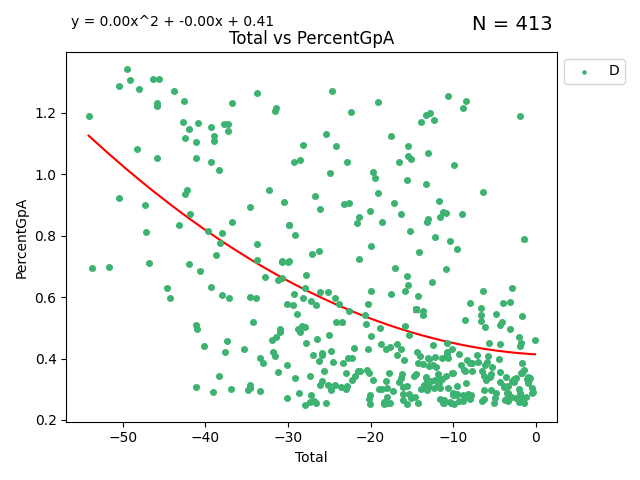 y = 0.00x^2 + -0.00x + 0.41
N = 413
Total vs PercentGpA
D
PercentGpA
1.2
1.0
0.8
0.6
0.4
0.2
−50
−40
−30
−20
−10
0
Total